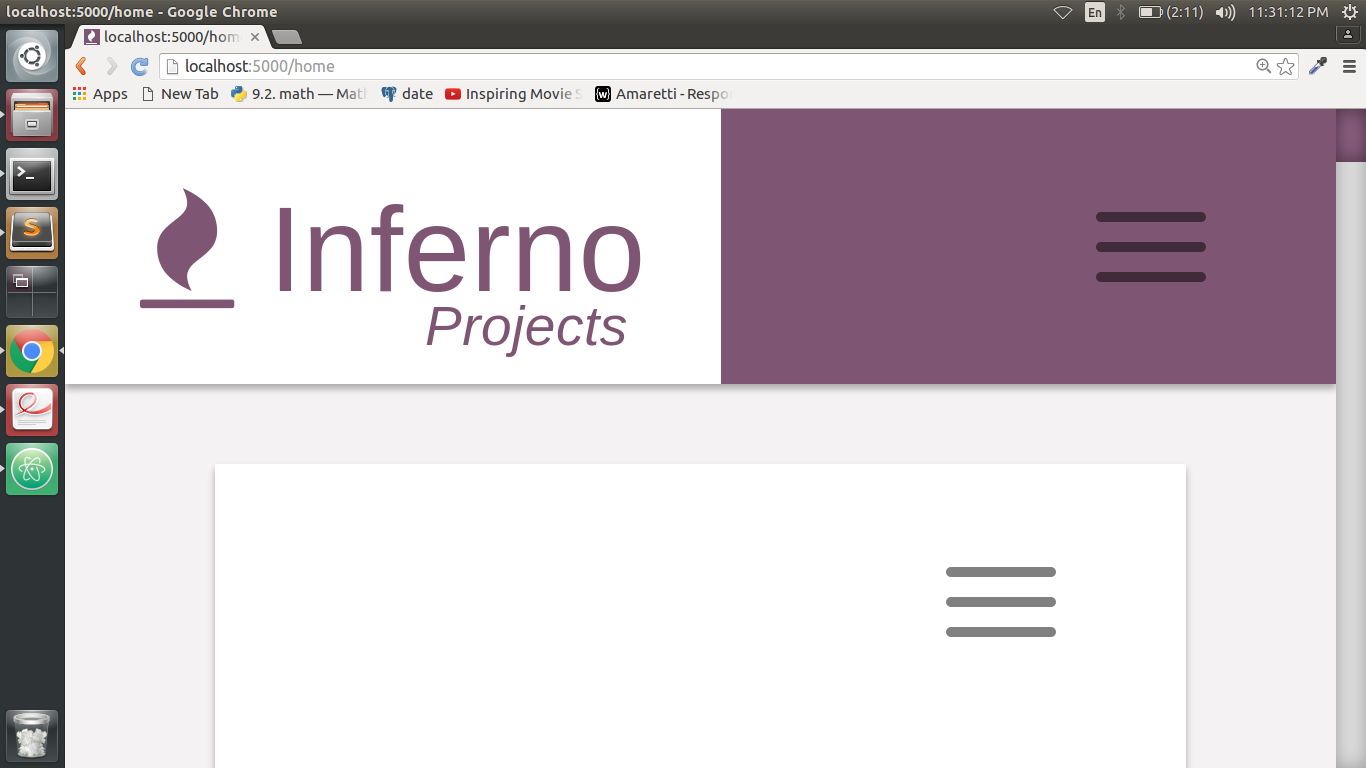 localhost:5000/home - Google Chrome
En
(2:11)
11:31:12 PM
localhost:5000/hom
localhost:5000/home
Apps
New Tab
9.2. math — Mat
date
Inspiring Movie S
Amaretti - Respo
Inferno
Projects